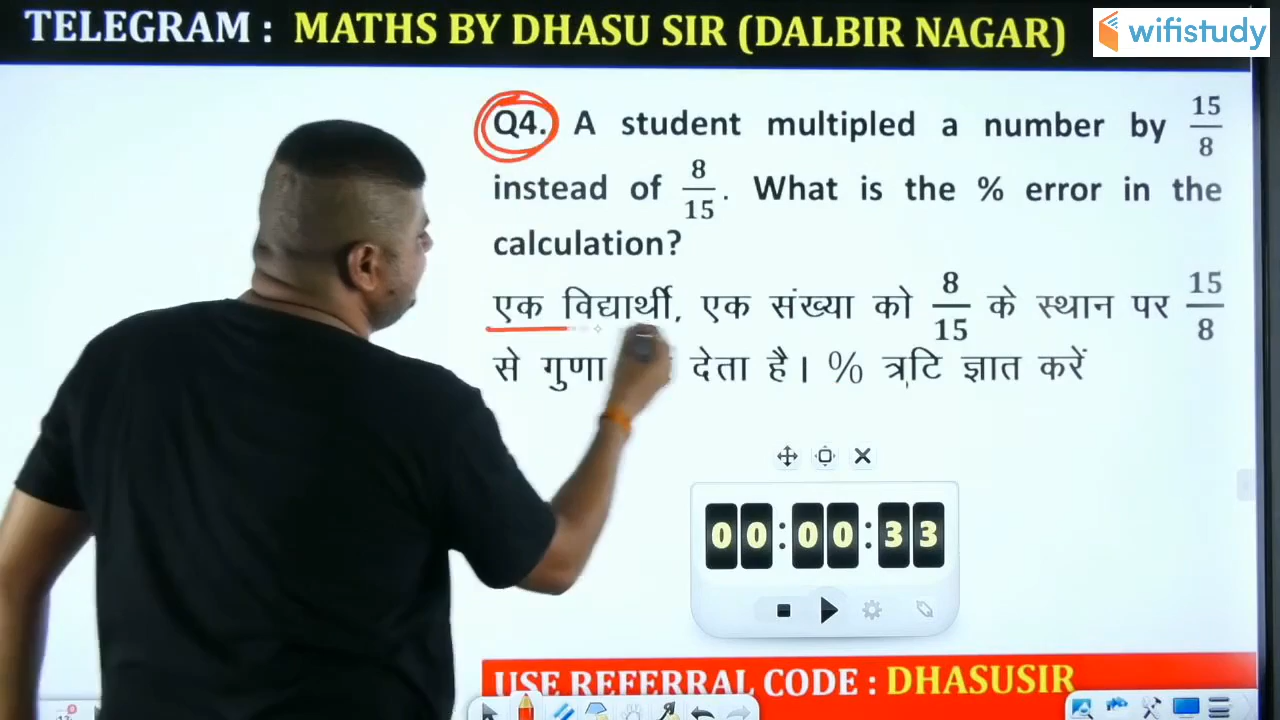 TELEGRAM : MATHS BY DHASU SIR (DALBIR NAGAR)
wifistudy
Q4. A student multipled a number by 15/8
instead of 8/15. What is the % error in the
calculation?
एक विद्यार्थी, एक संख्या को 8/15 के स्थान पर 15/8
से गुणा देता है। % त्रुटि ज्ञात करें
00:00:33
USE REFERRAL CODE : DHASUSIR